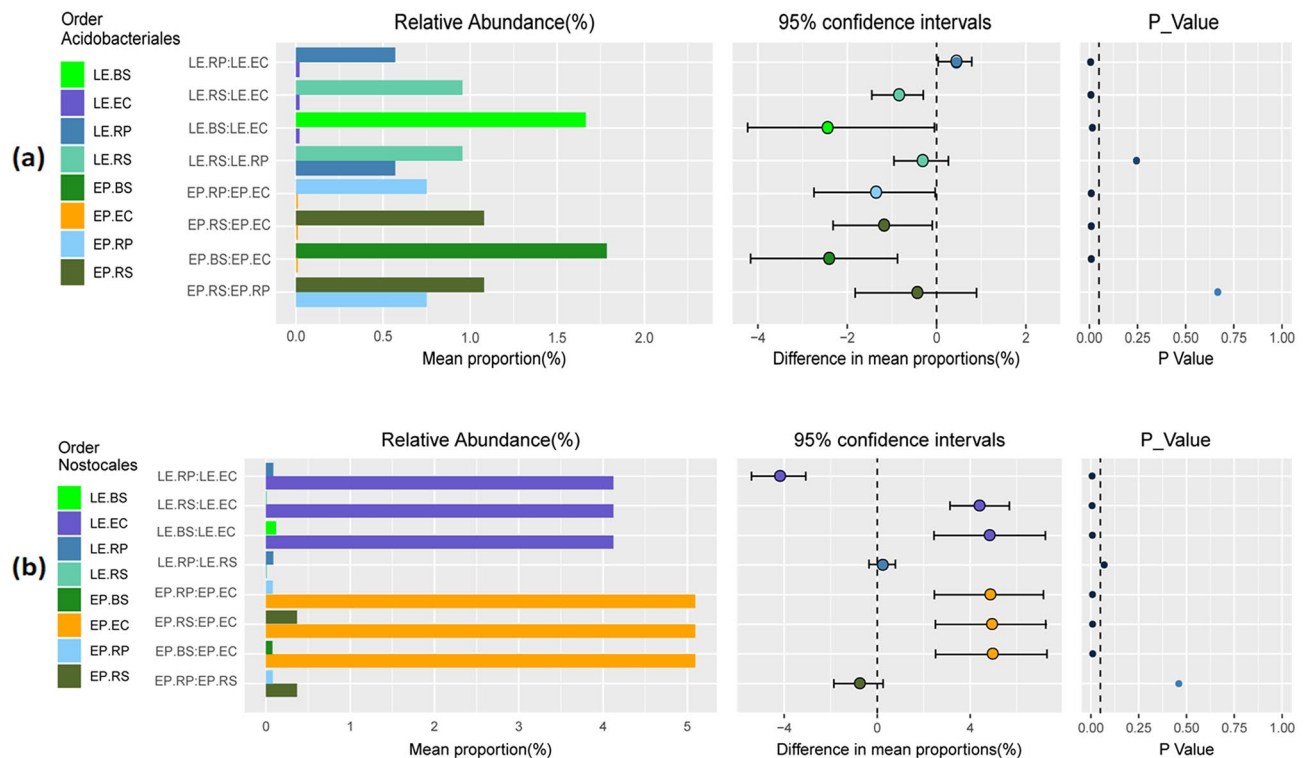 Order
Acidobacteriales
LE.BS
LE.EC
LE.RP
LE.RS
EP.BS
EP.EC
EP.RP
EP.RS
(a)
Relative Abundance(%)
LE.RP:LE.EC
LE.RS:LE.EC
LE.BS:LE.EC
LE.RS:LE.RP
EP.RP:EP.EC
EP.RS:EP.EC
EP.BS:EP.EC
EP.RS:EP.RP
0.0 0.5 1.0 1.5 2.0
Mean proportion(%)
95% confidence intervals
−4 −2 0 2
Difference in mean proportions(%)
P_Value
0.00 0.25 0.50 0.75 1.00
P Value
Order
Nostocales
LE.BS
LE.EC
LE.RP
LE.RS
EP.BS
EP.EC
EP.RP
EP.RS
(b)
Relative Abundance(%)
LE.RP:LE.EC
LE.RS:LE.EC
LE.BS:LE.EC
LE.RP:LE.RS
EP.RP:EP.EC
EP.RS:EP.EC
EP.BS:EP.EC
EP.RP:EP.RS
0 1 2 3 4 5
Mean proportion(%)
95% confidence intervals
−4 0 4
Difference in mean proportions(%)
P_Value
0.00 0.25 0.50 0.75 1.00
P Value